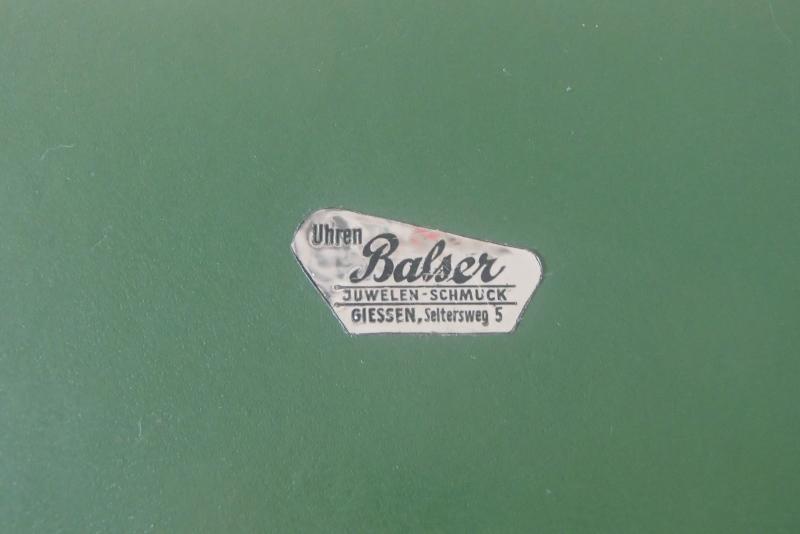 Uhren
Balser
JUWELEN-SCHMUCK
GIESSEN, Seltersweg 5